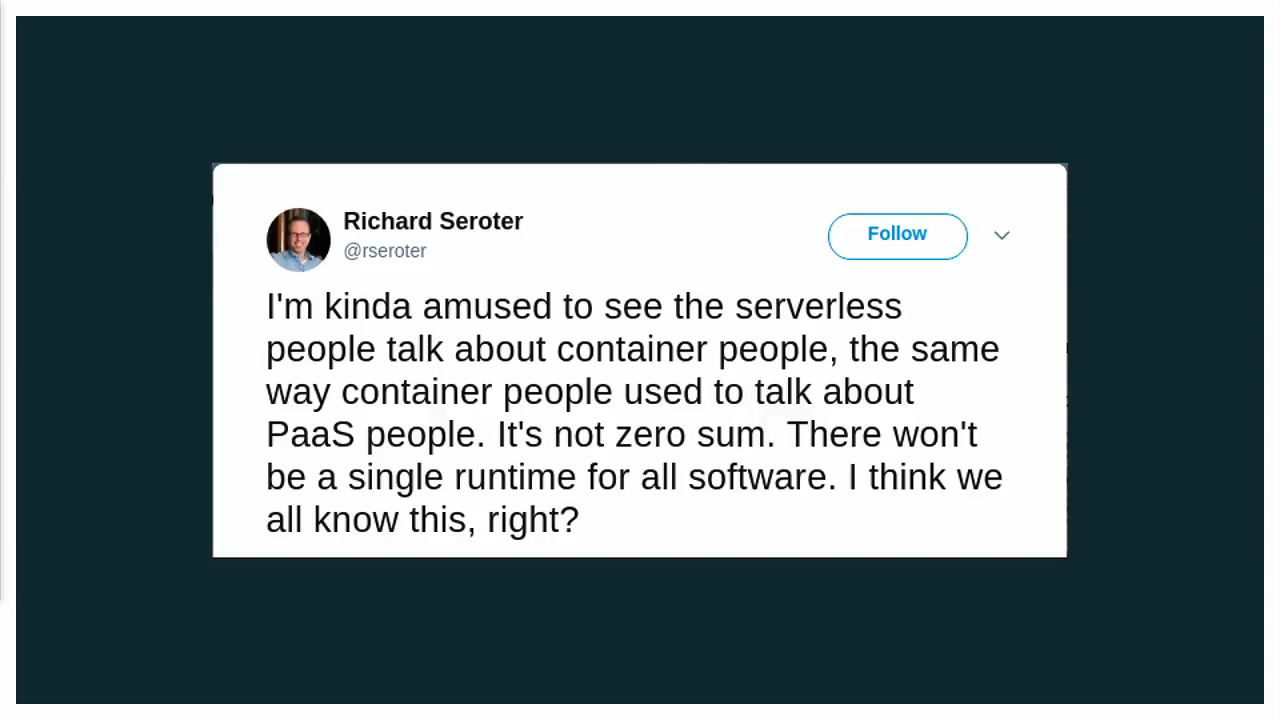 Richard Seroter
@rseroter
Follow
I'm kinda amused to see the serverless
people talk about container people, the same
way container people used to talk about
PaaS people. It's not zero sum. There won't
be a single runtime for all software. I think we
all know this, right?